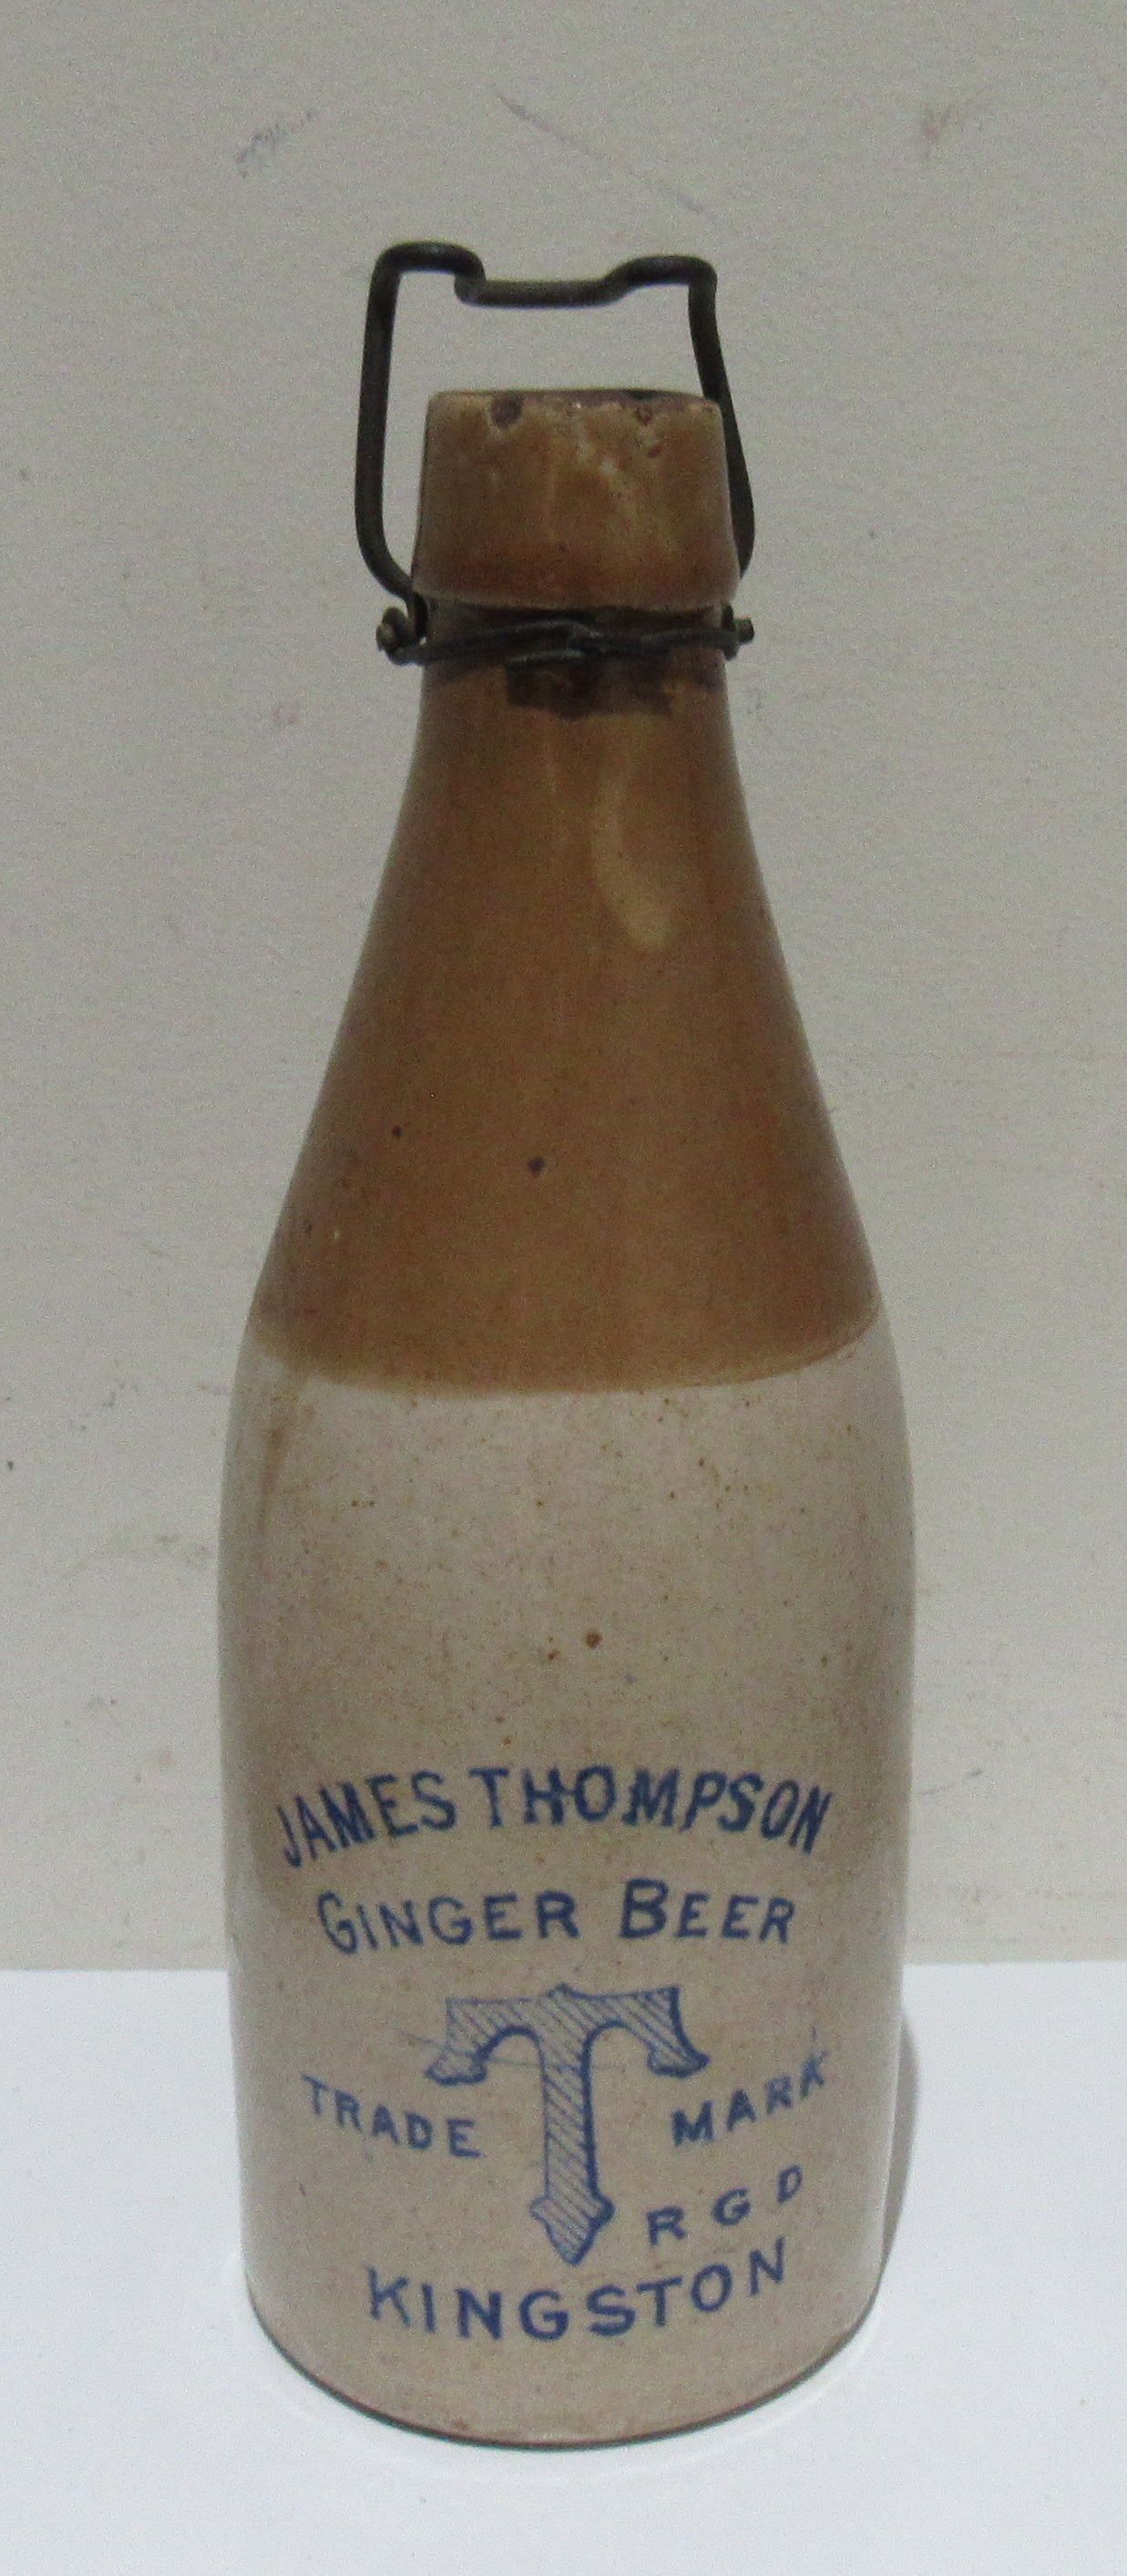 JAMES THOMPSON
GINGER BEER
T
TRADE MARK
RGD
KINGSTON